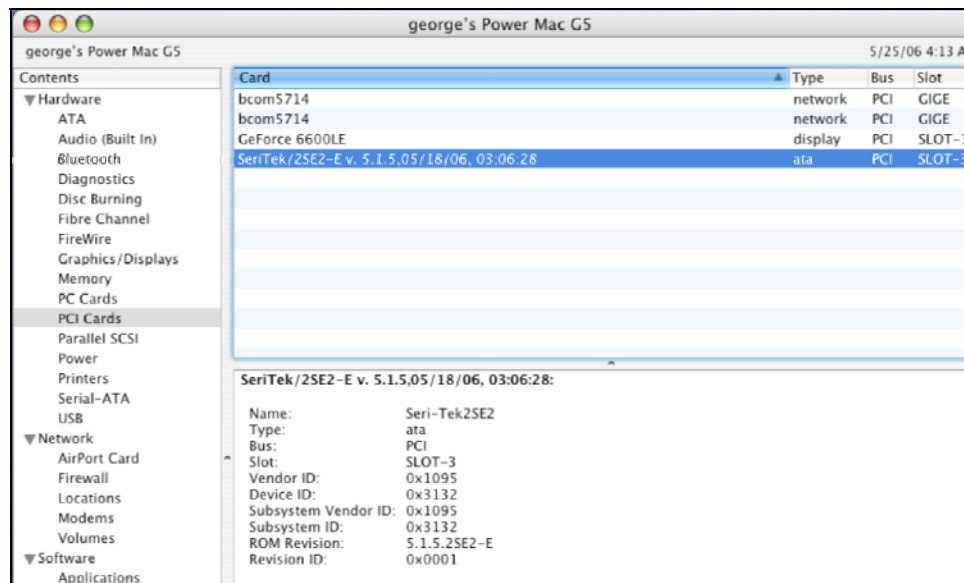 george's Power Mac G5
george's Power Mac G5 5/25/06 4:13 A
Contents
Hardware
ATA
Audio (Built In)
Bluetooth
Diagnostics
Disc Burning
Fibre Channel
FireWire
Graphics/Displays
Memory
PC Cards
PCI Cards
Parallel SCSI
Power
Printers
Serial-ATA
USB
Network
AirPort Card
Firewall
Locations
Modems
Volumes
Software
Applications
Card Type Bus Slot
bcom5714 network PCI GIGE
bcom5714 network PCI GIGE
GeForce 6600LE display PCI SLOT-1
SeriTek/2SE2-E v. 5.1.5,05/18/06, 03:06:28 ata PCI SLOT-3
SeriTek/2SE2-E v. 5.1.5,05/18/06, 03:06:28:
Name: Seri-Tek2SE2
Type: ata
Bus: PCI
Slot: SLOT-3
Vendor ID: 0x1095
Device ID: 0x3132
Subsystem Vendor ID: 0x1095
Subsystem ID: 0x3132
ROM Revision: 5.1.5.2SE2-E
Revision ID: 0x0001